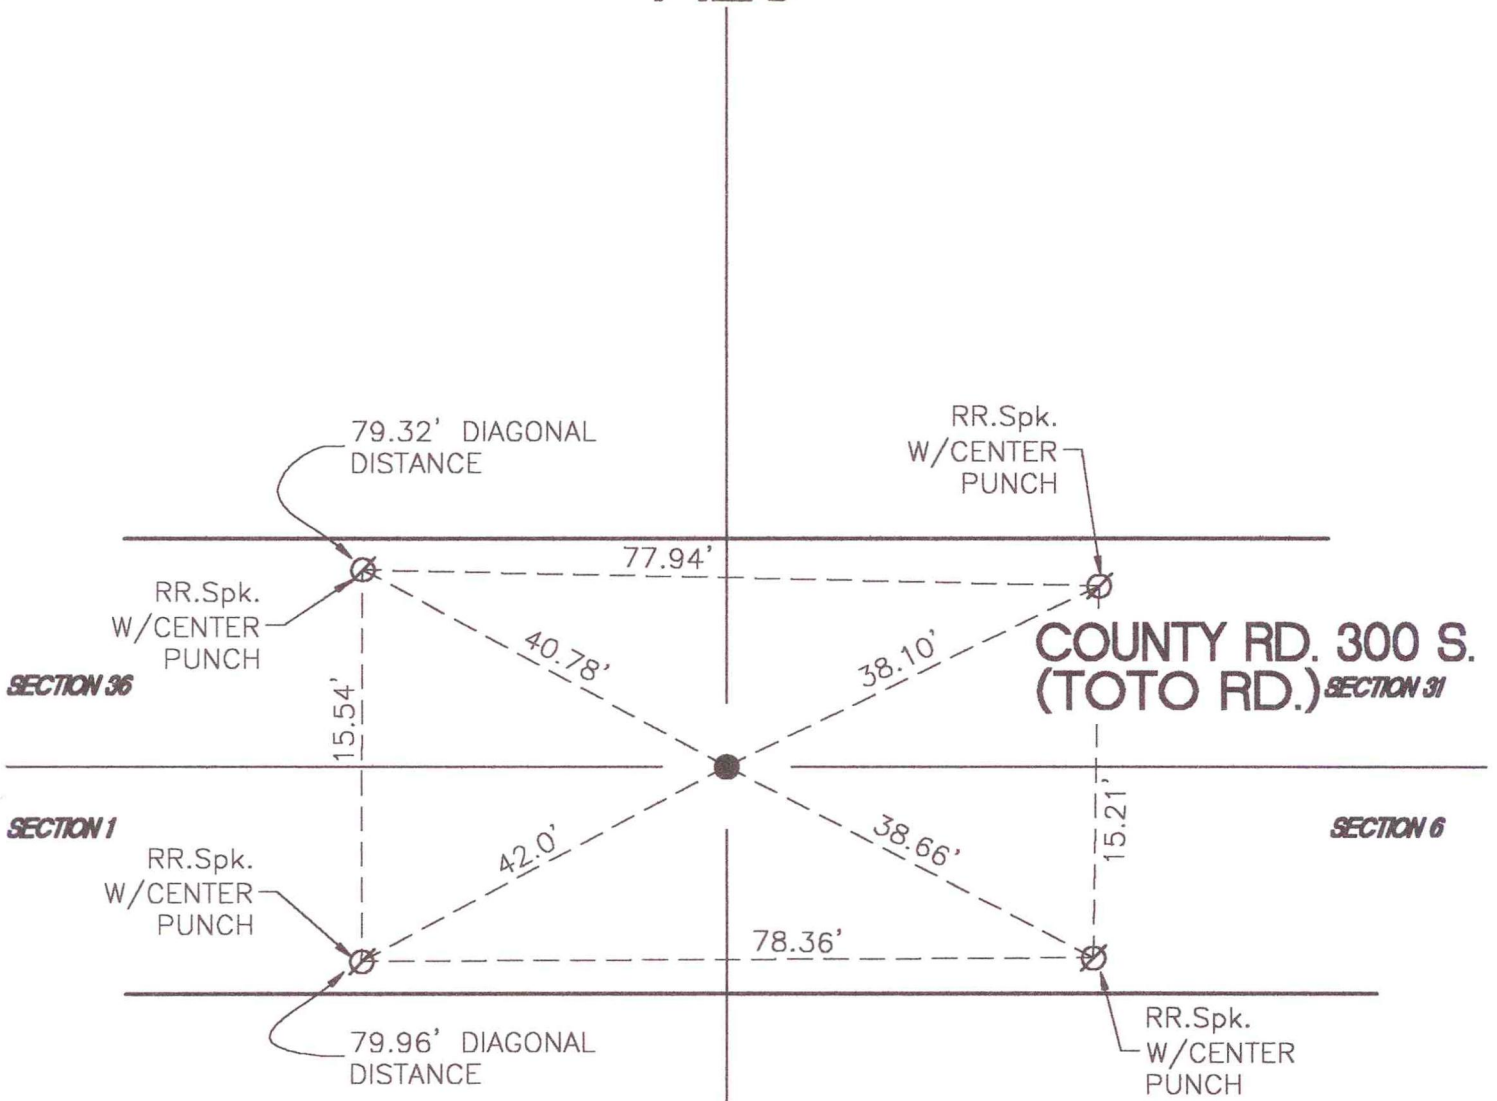 79.32' DIAGONAL
DISTANCE
RR.Spk.
W/CENTER
PUNCH
77.94'
RR.Spk.
W/CENTER
PUNCH
40.78'
38.10'
COUNTY RD. 300 S.
(TOTO RD.)
SECTION 36
SECTION 31
15.54'
15.21'
SECTION 1
SECTION 6
42.0'
38.66'
RR.Spk.
W/CENTER
PUNCH
78.36'
79.96' DIAGONAL
DISTANCE
RR.Spk.
W/CENTER
PUNCH